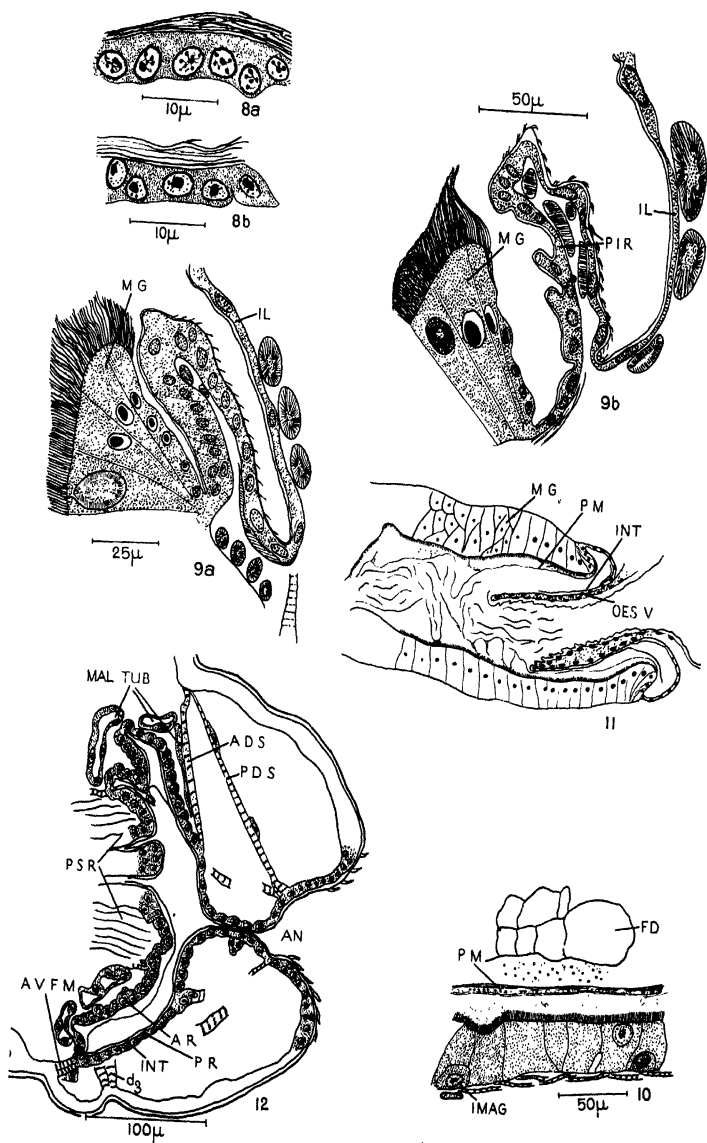 10μ 8a
10μ 8b
50μ
MG
PIR
IL
9b
MG
IL
25μ
9a
MG
PM
INT
OES V
11
MAL TUB
ADS
PDS
PSR
AN
AVFM
AR
PR
INT
dg
12
100μ
FD
PM
IMAG
50μ
10